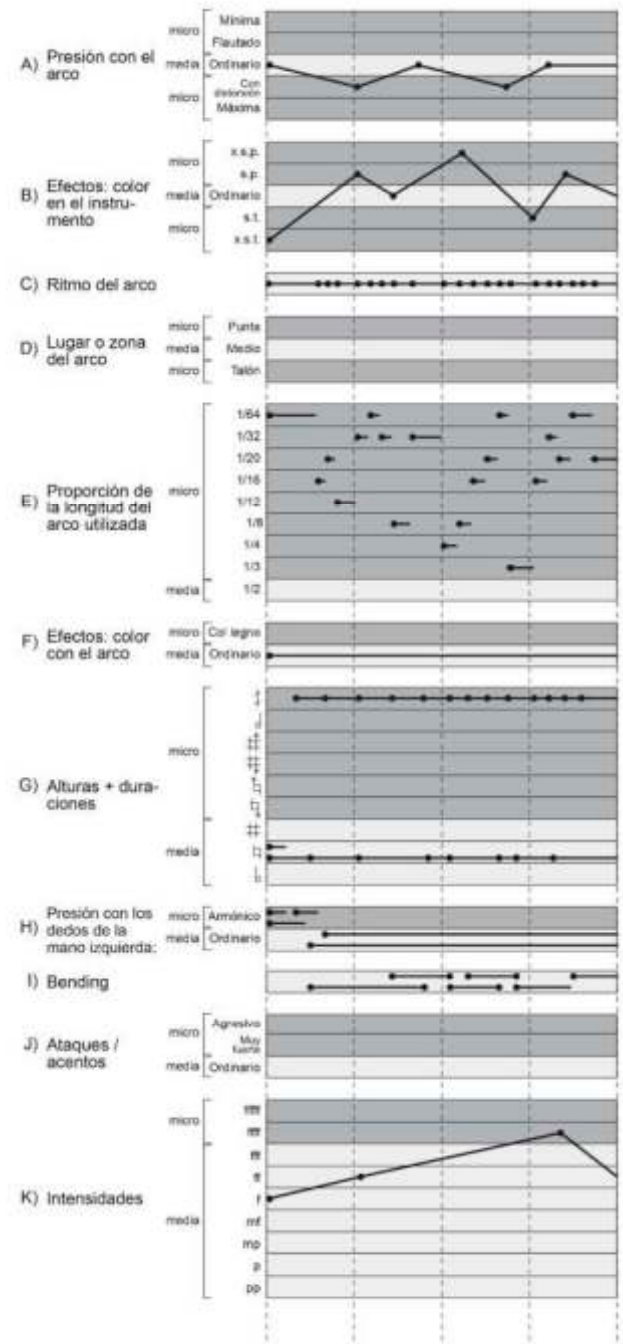 micro
Mínima
Flautado
A) Presión con el arco
media
Ordinario
micro
Con distorsión
Máxima
micro
x.s.p.
s.p.
B) Efectos: color en el instru-mento
media
Ordinario
micro
s.t.
x.s.t.
C) Ritmo del arco
micro
Punta
D) Lugar o zona del arco
media
Medio
micro
Talón
1/64
1/32
1/20
1/16
E) Proporción de la longitud del arco utilizada
micro
1/12
1/8
1/4
1/3
media
1/2
F) Efectos: color con el arco
micro
Col legno
media
Ordinario
micro
G) Alturas + dura-ciones
media
H) Presión con los dedos de la mano izquierda:
micro
Armónico
media
Ordinario
I) Bending
J) Ataques / acentos
micro
Agresivo
Muy fuerte
media
Ordinario
micro
fffff
ffff
fff
ff
K) Intensidades
f
media
mf
mp
p
pp